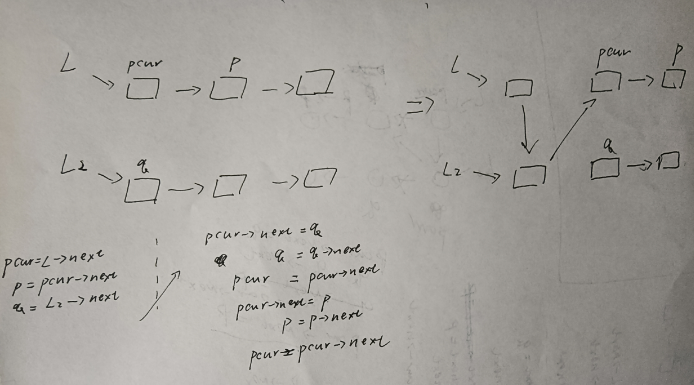 L pcur P
L2 q
⇒
L pcur P
L2 q
pcur=L->next
P=pcur->next
q=L2->next
pcur->next=q
q=q->next
pcur=pcur->next
pcur->next=P
P=P->next
pcur=pcur->next